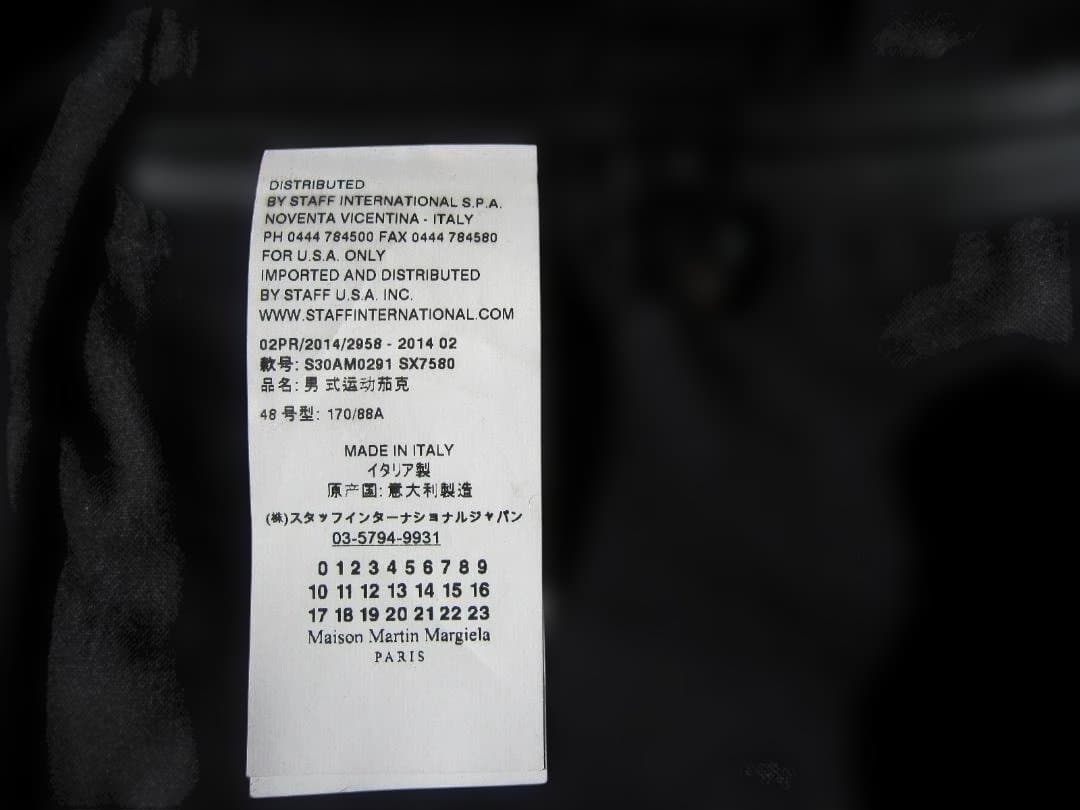 DISTRIBUTED
BY STAFF INTERNATIONAL S.P.A.
NOVENTA VICENTINA - ITALY
PH 0444 784500 FAX 0444 784580
FOR U.S.A. ONLY
IMPORTED AND DISTRIBUTED
BY STAFF U.S.A. INC.
WWW.STAFFINTERNATIONAL.COM
02PR/2014/2958 - 2014 02
款号: S30AM0291 SX7580
品名: 男 式运动茄克
48 号型: 170/88A
MADE IN ITALY
イタリア製
原产国: 意大利製造
(株)スタッフインターナショナルジャパン
03-5794-9931
0 1 2 3 4 5 6 7 8 9
10 11 12 13 14 15 16
17 18 19 20 21 22 23
Maison Martin Margiela
PARIS